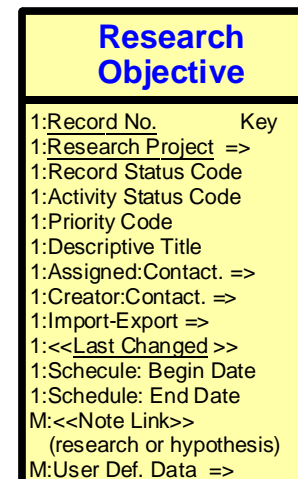 Research
Objective
1:Record No. Key
1:Research Project =>
1:Record Status Code
1:Activity Status Code
1:Priority Code
1:Descriptive Title
1:Assigned:Contact. =>
1:Creator:Contact. =>
1:Import-Export =>
1:<<Last Changed >>
1:Schecule: Begin Date
1:Schedule: End Date
M:<<Note Link>>
(research or hypothesis)
M:User Def. Data =>